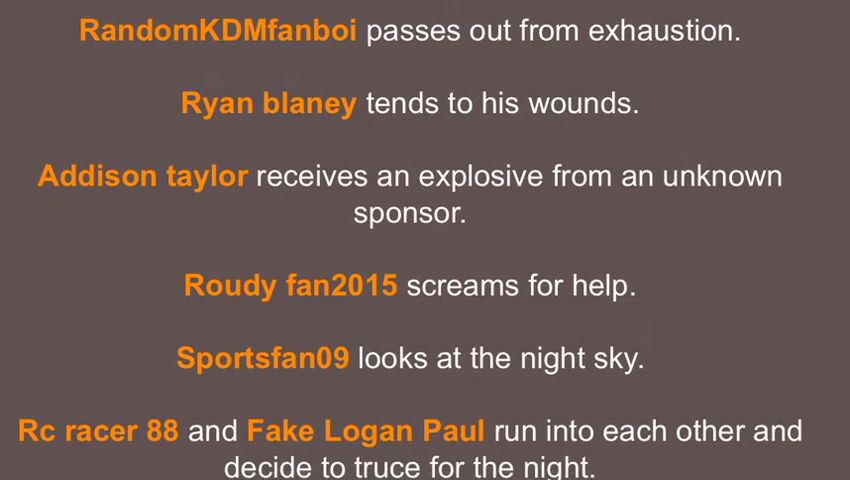 RandomKDMfanboi passes out from exhaustion.
Ryan blaney tends to his wounds.
Addison taylor receives an explosive from an unknown
sponsor.
Roudy fan2015 screams for help.
Sportsfan09 looks at the night sky.
Rc racer 88 and Fake Logan Paul run into each other and
decide to truce for the night.